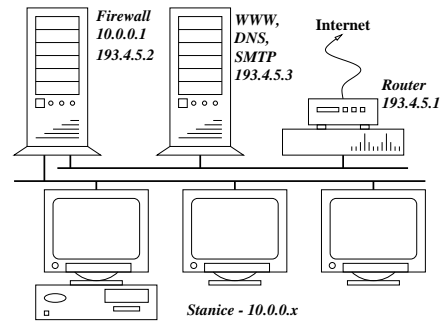 Firewall
10.0.0.1
193.4.5.2
WWW,
DNS,
SMTP
193.4.5.3
Internet
Router
193.4.5.1
Stanice - 10.0.0.x